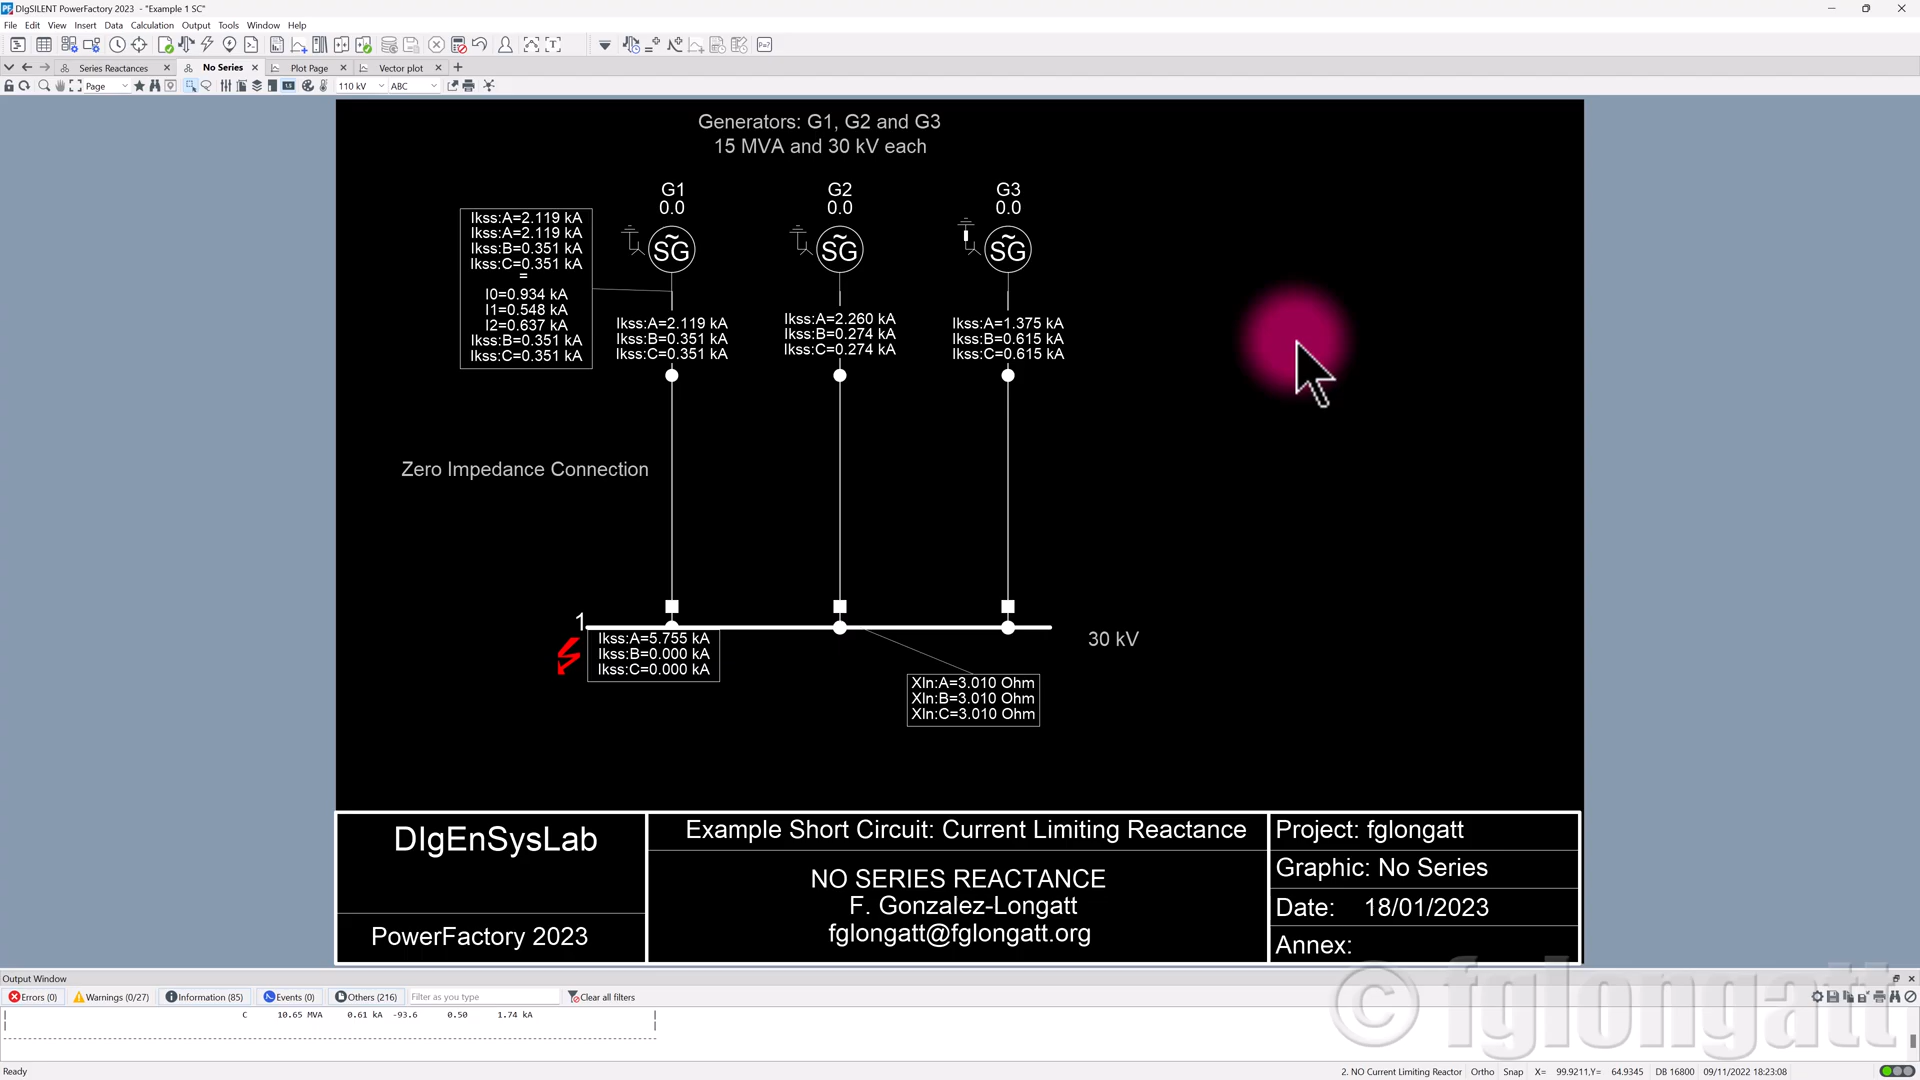 DIgSILENT PowerFactory 2023 - "Example 1 SC"
File Edit View Insert Data Calculation Output Tools Window Help
Series Reactances No Series Plot Page Vector plot
Page 110 kV ABC
Generators: G1, G2 and G3
15 MVA and 30 kV each
G1 G2 G3
0.0 0.0 0.0
SG SG SG
Ikss:A=2.119 kA
Ikss:A=2.119 kA
Ikss:B=0.351 kA
Ikss:C=0.351 kA
=
I0=0.934 kA
I1=0.548 kA
I2=0.637 kA
Ikss:B=0.351 kA
Ikss:C=0.351 kA
Ikss:A=2.119 kA
Ikss:B=0.351 kA
Ikss:C=0.351 kA
Ikss:A=2.260 kA
Ikss:B=0.274 kA
Ikss:C=0.274 kA
Ikss:A=1.375 kA
Ikss:B=0.615 kA
Ikss:C=0.615 kA
Zero Impedance Connection
1
Ikss:A=5.755 kA
Ikss:B=0.000 kA
Ikss:C=0.000 kA
30 kV
Xln:A=3.010 Ohm
Xln:B=3.010 Ohm
Xln:C=3.010 Ohm
DIgEnSysLab
PowerFactory 2023
Example Short Circuit: Current Limiting Reactance
NO SERIES REACTANCE
F. Gonzalez-Longatt
fglongatt@fglongatt.org
Project: fglongatt
Graphic: No Series
Date: 18/01/2023
Annex:
Output Window
Errors (0) Warnings (0/27) Information (85) Events (0) Others (216) Filter as you type Clear all filters
C 10.65 MVA 0.61 kA -93.6 0.50 1.74 kA
© fglongatt
Ready 2. NO Current Limiting Reactor Ortho Snap X= 99.9211,Y= 64.9345 DB 16800 09/11/2022 18:23:08